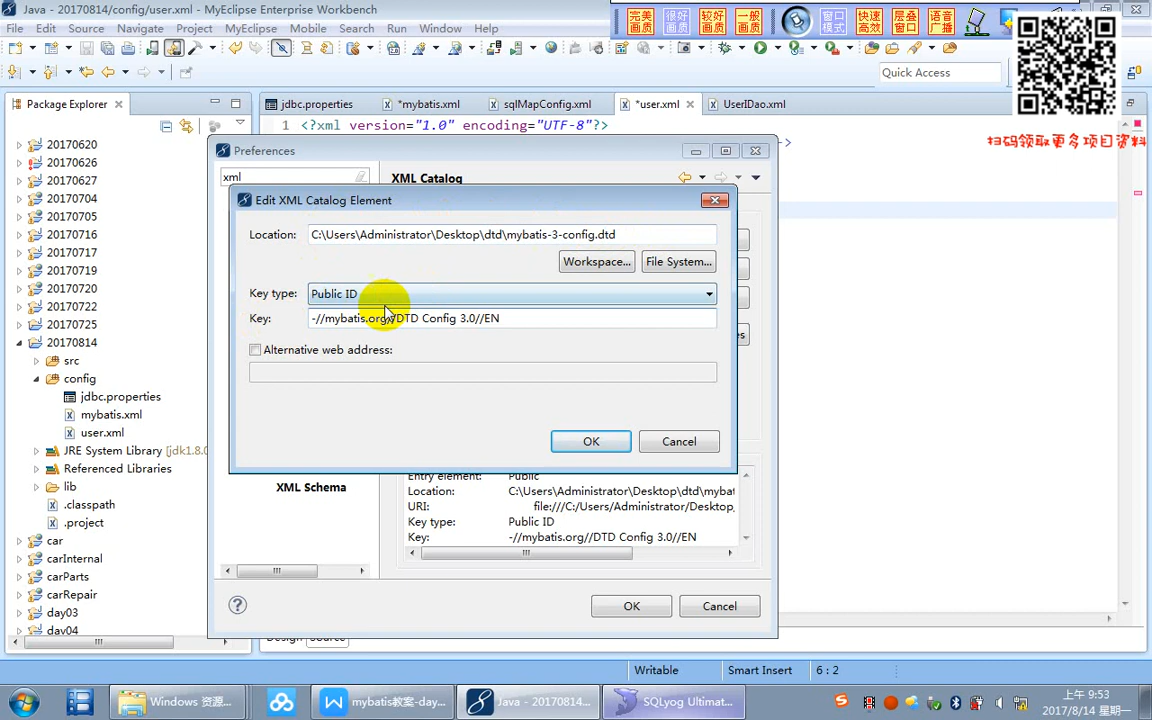 Java - 20170814/config/user.xml - MyEclipse Enterprise Workbench
File Edit Source Navigate Project MyEclipse Mobile Search Run Window Help
完美画质 很好画质 较好画质 一般画质 窗口模式 快速高效 层叠窗口 语音广播
Quick Access
扫码领取更多项目资料
Package Explorer
jdbc.properties *mybatis.xml sqlMapConfig.xml *user.xml UserIDao.xml
1 <?xml version="1.0" encoding="UTF-8"?>
->
20170620
20170626
20170627
20170704
20170705
20170716
20170717
20170719
20170720
20170722
20170725
20170814
src
config
jdbc.properties
mybatis.xml
user.xml
JRE System Library [jdk1.8.0
Referenced Libraries
lib
.classpath
.project
car
carInternal
carParts
carRepair
day03
day04
Preferences
xml
XML Catalog
Edit XML Catalog Element
Location: C:\Users\Administrator\Desktop\dtd\mybatis-3-config.dtd
Workspace... File System...
Key type: Public ID
Key: -//mybatis.org//DTD Config 3.0//EN
Alternative web address:
OK Cancel
XML Schema
Entry element: Public
Location: C:\Users\Administrator\Desktop\dtd\mybat
URI: file:///C:/Users/Administrator/Desktop,
Key type: Public ID
Key: -//mybatis.org//DTD Config 3.0//EN
OK Cancel
Design Source
Writable Smart Insert 6 : 2
Windows 资源... mybatis教案-day... Java - 20170814... SQLyog Ultimat...
上午 9:53
2017/8/14 星期一